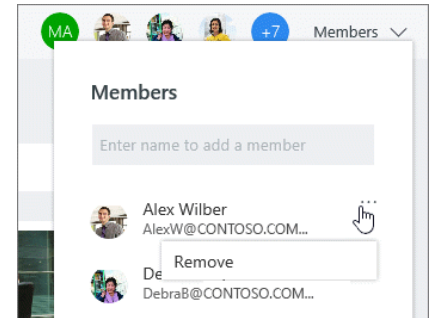 MA +7 Members
Members
Enter name to add a member
Alex Wilber
AlexW@CONTOSO.COM...
Remove
DebraB@CONTOSO.COM...